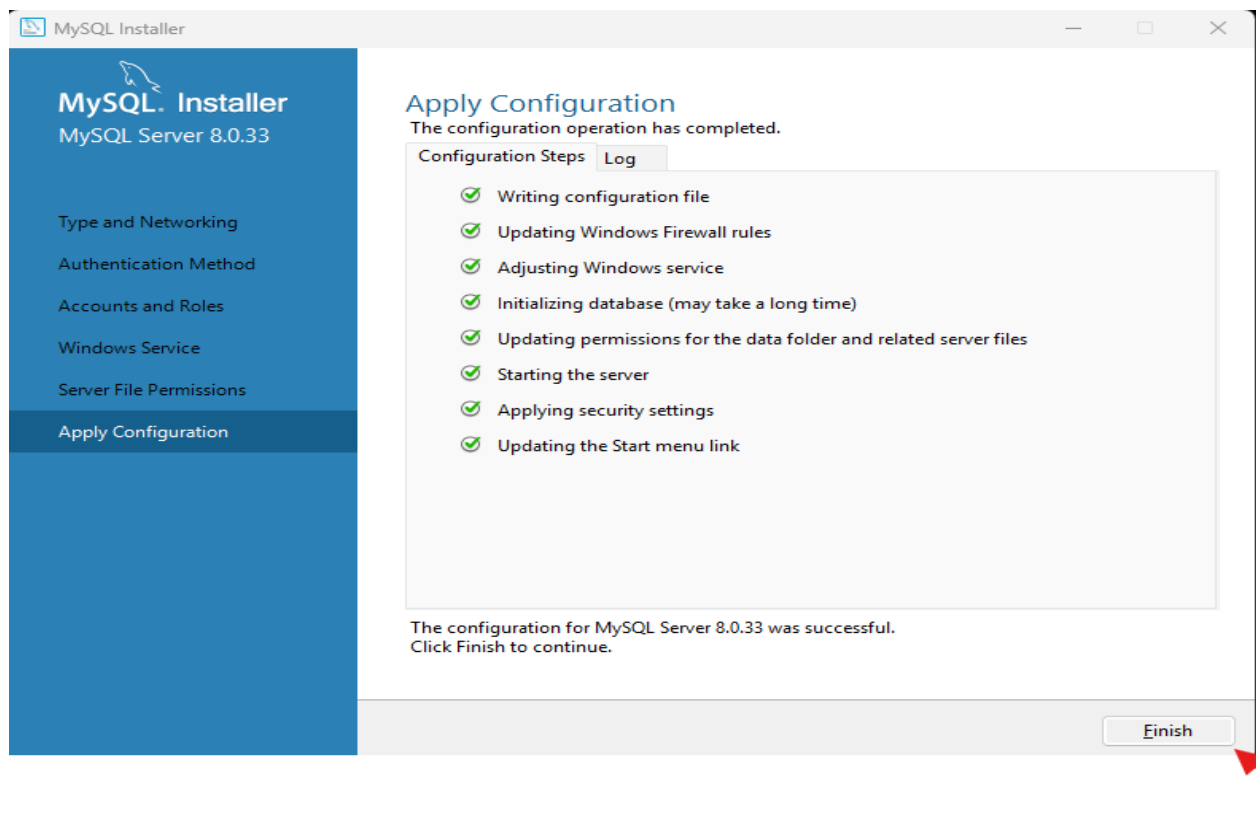 MySQL Installer
MySQL. Installer
MySQL Server 8.0.33
Type and Networking
Authentication Method
Accounts and Roles
Windows Service
Server File Permissions
Apply Configuration
Apply Configuration
The configuration operation has completed.
Configuration Steps Log
Writing configuration file
Updating Windows Firewall rules
Adjusting Windows service
Initializing database (may take a long time)
Updating permissions for the data folder and related server files
Starting the server
Applying security settings
Updating the Start menu link
The configuration for MySQL Server 8.0.33 was successful.
Click Finish to continue.
Finish